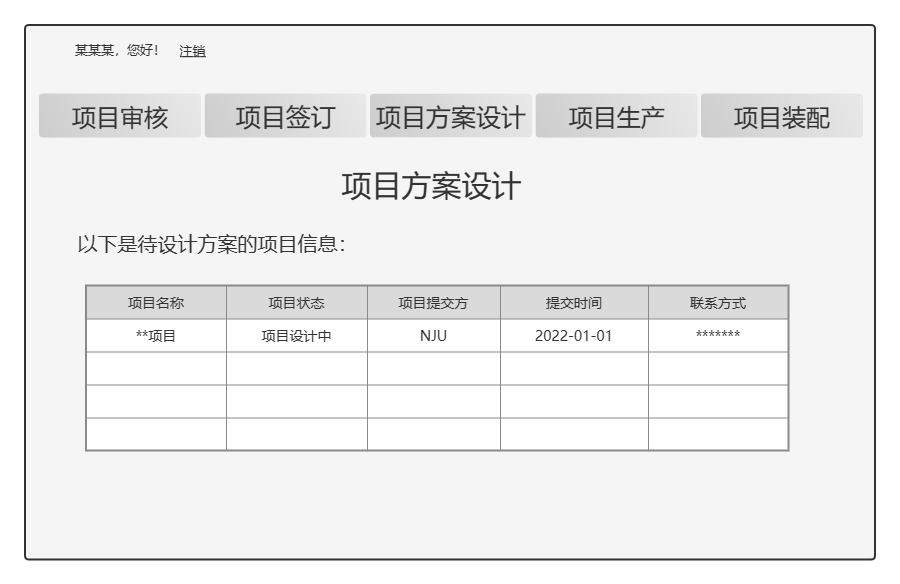 某某某，您好！ 注销
项目审核 项目签订 项目方案设计 项目生产 项目装配
项目方案设计
以下是待设计方案的项目信息：
项目名称 项目状态 项目提交方 提交时间 联系方式
**项目 项目设计中 NJU 2022-01-01 *******